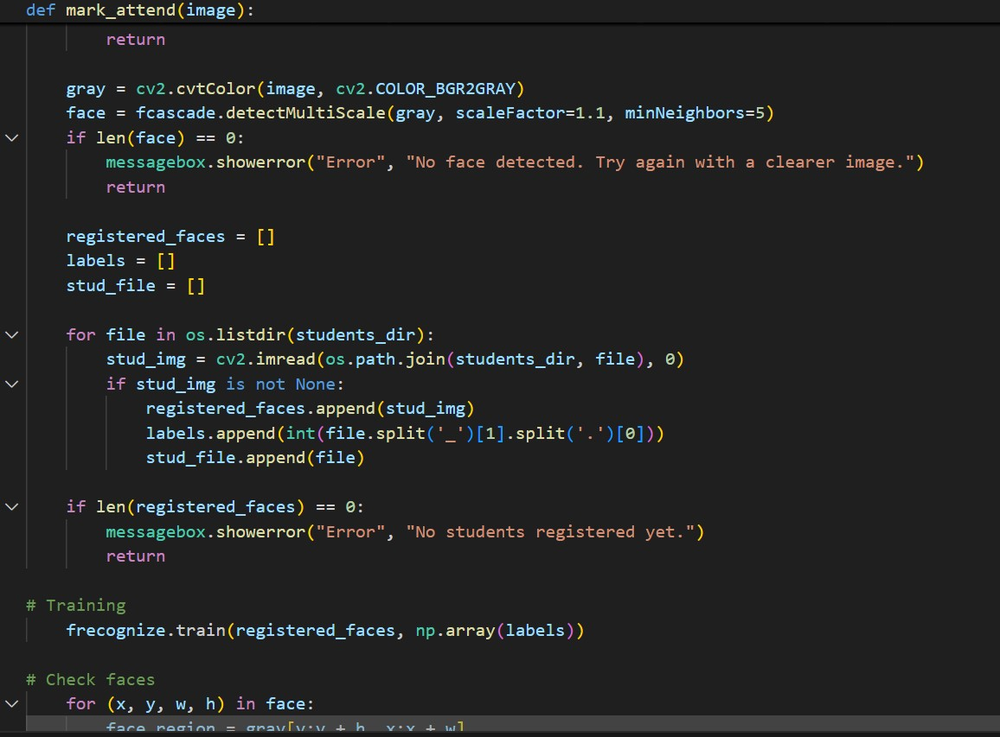 def mark_attend(image):
return
gray = cv2.cvtColor(image, cv2.COLOR_BGR2GRAY)
face = fcascade.detectMultiScale(gray, scaleFactor=1.1, minNeighbors=5)
if len(face) == 0:
messagebox.showerror("Error", "No face detected. Try again with a clearer image.")
return
registered_faces = []
labels = []
stud_file = []
for file in os.listdir(students_dir):
stud_img = cv2.imread(os.path.join(students_dir, file), 0)
if stud_img is not None:
registered_faces.append(stud_img)
labels.append(int(file.split('_')[1].split('.')[0]))
stud_file.append(file)
if len(registered_faces) == 0:
messagebox.showerror("Error", "No students registered yet.")
return
# Training
frecognize.train(registered_faces, np.array(labels))
# Check faces
for (x, y, w, h) in face:
face_region = gray[y:y + h, x:x + w]